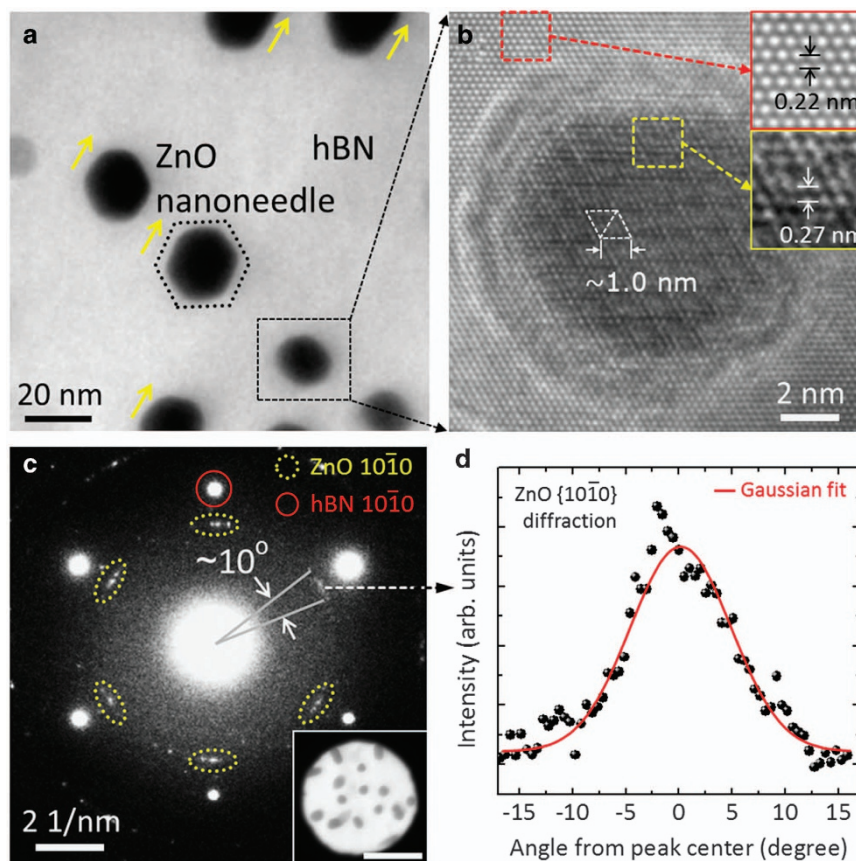 a
ZnO
nanoneedle
hBN
20 nm
b
0.22 nm
0.27 nm
~1.0 nm
2 nm
c
ZnO 101̄0
hBN 101̄0
~10°
2 1/nm
d
ZnO {101̄0}
diffraction
Gaussian fit
Intensity (arb. units)
-15 -10 -5 0 5 10 15
Angle from peak center (degree)